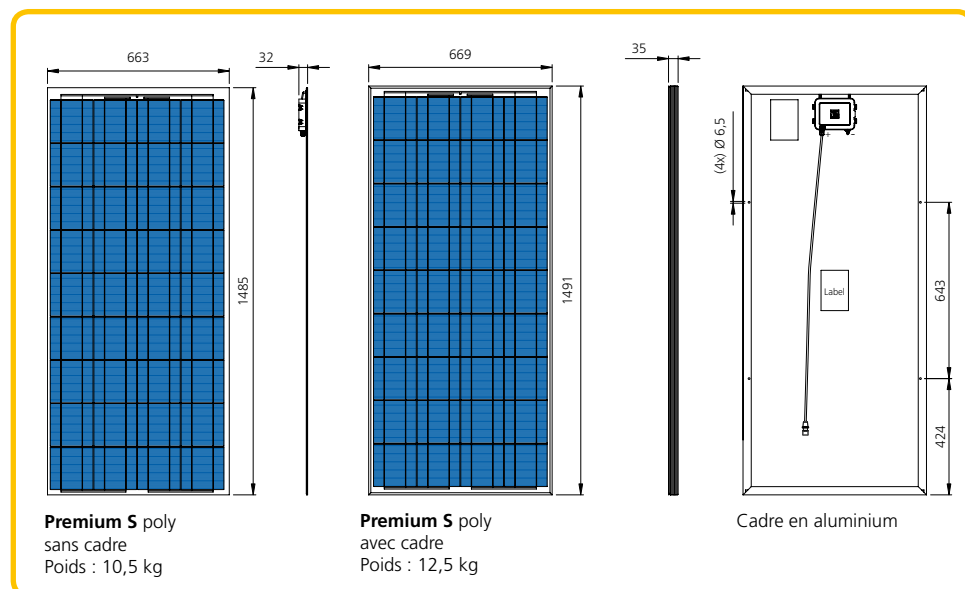 663
32
669
35
(4x) Ø 6,5
+ -
1485
1491
Label
643
424
Premium S poly
sans cadre
Poids : 10,5 kg
Premium S poly
avec cadre
Poids : 12,5 kg
Cadre en aluminium